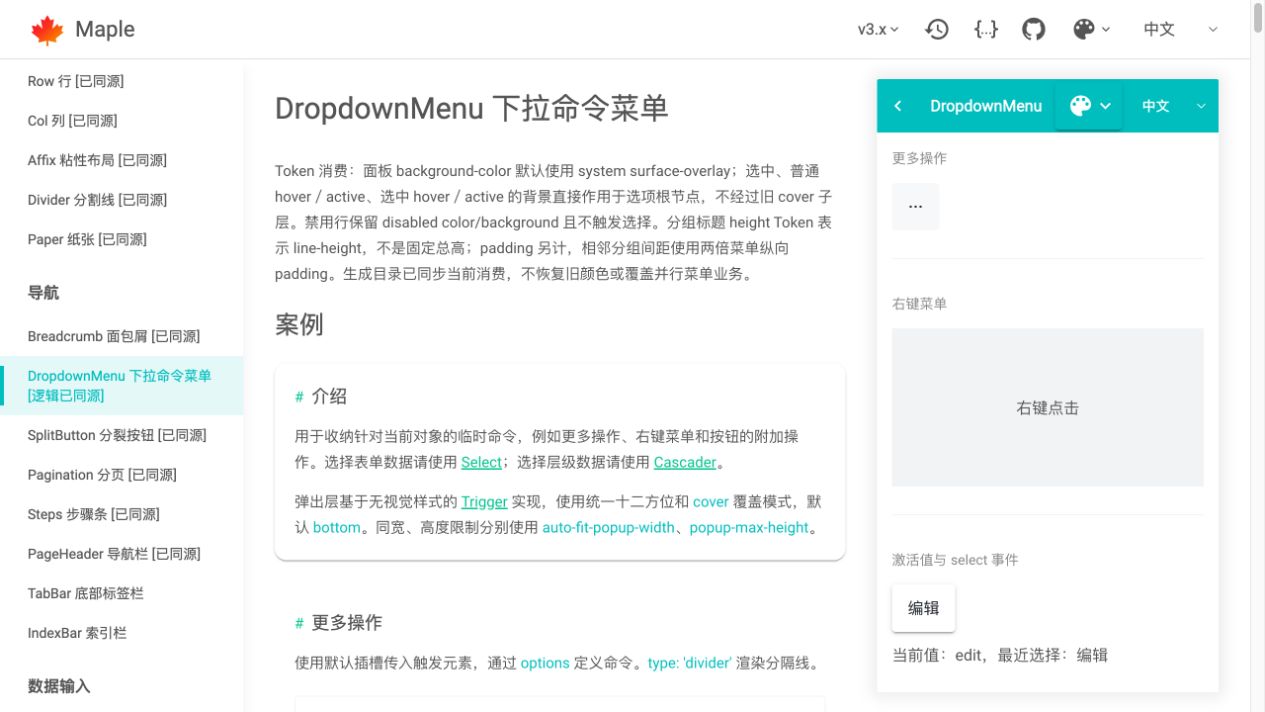 Maple
v3.x
{...}
中文
Row 行 [已同源]
Col 列 [已同源]
Affix 粘性布局 [已同源]
Divider 分割线 [已同源]
Paper 纸张 [已同源]
导航
Breadcrumb 面包屑 [已同源]
DropdownMenu 下拉命令菜单
[逻辑已同源]
SplitButton 分裂按钮 [已同源]
Pagination 分页 [已同源]
Steps 步骤条 [已同源]
PageHeader 导航栏 [已同源]
TabBar 底部标签栏
IndexBar 索引栏
数据输入
DropdownMenu 下拉命令菜单
Token 消费：面板 background-color 默认使用 system surface-overlay；选中、普通
hover / active、选中 hover / active 的背景直接作用于选项根节点，不经过旧 cover 子
层。禁用行保留 disabled color/background 且不触发选择。分组标题 height Token 表
示 line-height，不是固定总高；padding 另计，相邻分组间距使用两倍菜单纵向
padding。生成目录已同步当前消费，不恢复旧颜色或覆盖并行菜单业务。
案例
# 介绍
用于收纳针对当前对象的临时命令，例如更多操作、右键菜单和按钮的附加操
作。选择表单数据请使用 Select；选择层级数据请使用 Cascader。
弹出层基于无视觉样式的 Trigger 实现，使用统一十二方位和 cover 覆盖模式，默
认 bottom。同宽、高度限制分别使用 auto-fit-popup-width、popup-max-height。
# 更多操作
使用默认插槽传入触发元素，通过 options 定义命令。type: 'divider' 渲染分隔线。
DropdownMenu
中文
更多操作
...
右键菜单
右键点击
激活值与 select 事件
编辑
当前值：edit，最近选择：编辑